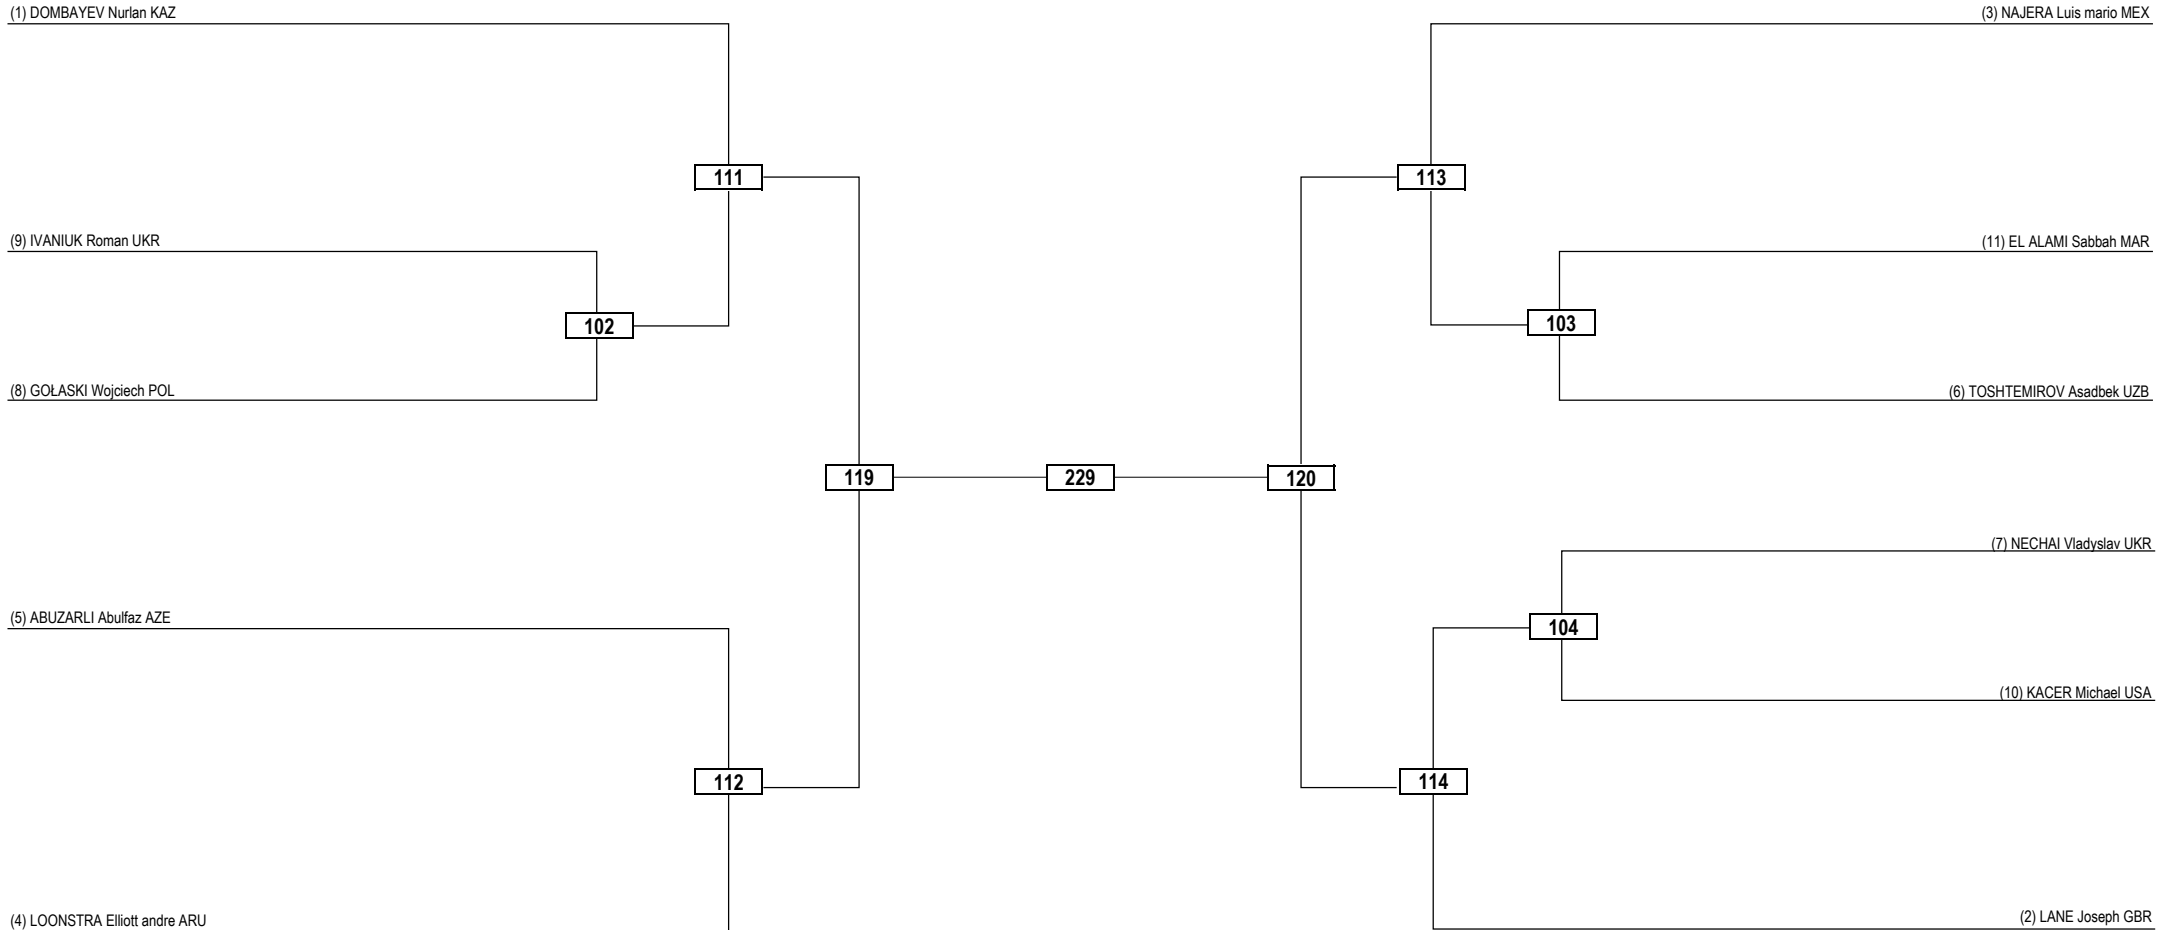 (1) DOMBAYEV Nurlan KAZ
(3) NAJERA Luis mario MEX
111
113
(9) IVANIUK Roman UKR
(11) EL ALAMI Sabbah MAR
102
103
(8) GOŁASKI Wojciech POL
(6) TOSHTEMIROV Asadbek UZB
119
229
120
(7) NECHAI Vladyslav UKR
(5) ABUZARLI Abulfaz AZE
104
(10) KACER Michael USA
112
114
(4) LOONSTRA Elliott andre ARU
(2) LANE Joseph GBR